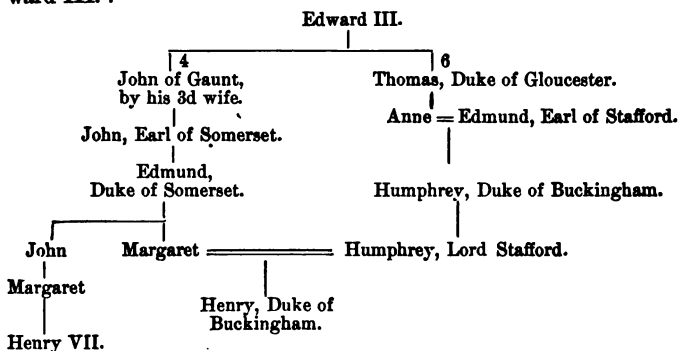 Edward III.
4 6
John of Gaunt, Thomas, Duke of Gloucester.
by his 3d wife.
Anne = Edmund, Earl of Stafford.
John, Earl of Somerset.
Edmund,
Duke of Somerset. Humphrey, Duke of Buckingham.
John Margaret Humphrey, Lord Stafford.
Margaret
Henry, Duke of
Buckingham.
Henry VII.